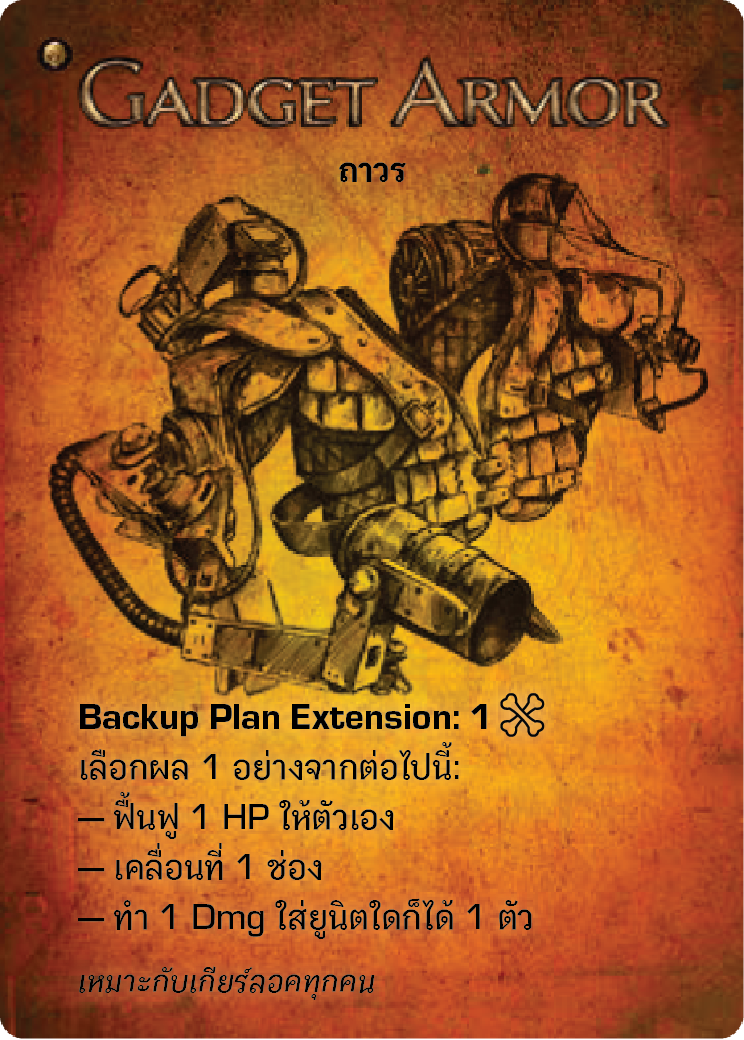 GADGET ARMOR
ถาวร
Backup Plan Extension: 1
เลือกผล 1 อย่างจากต่อไปนี้:
— ฟื้นฟู 1 HP ให้ตัวเอง
— เคลื่อนที่ 1 ช่อง
— ทำ 1 Dmg ใส่ยูนิตใดก็ได้ 1 ตัว
เหมาะกับเกียร์ลอคทุกคน